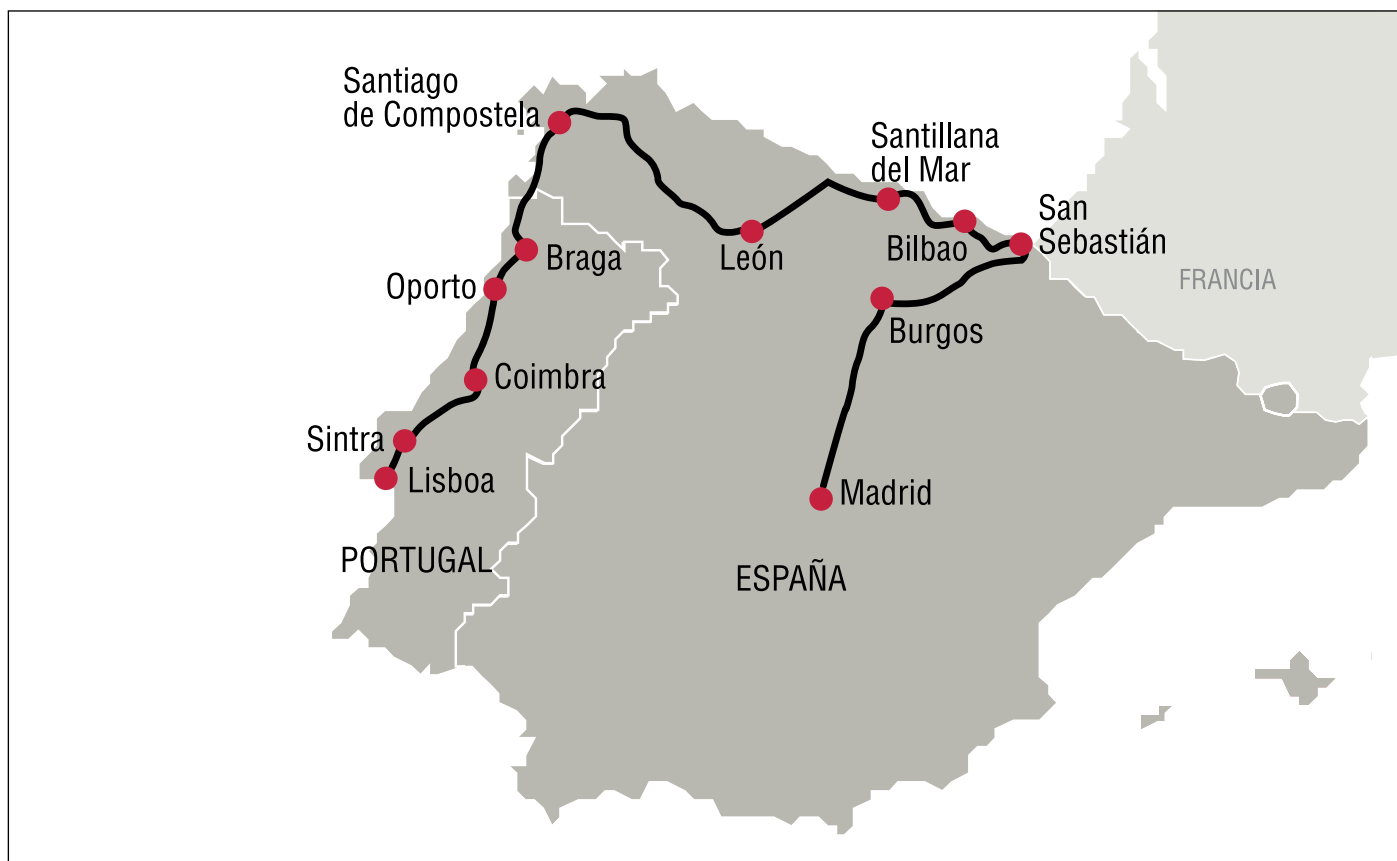 Santiago
de Compostela
Santillana
del Mar
San
Sebastián
Bilbao
León
Braga
FRANCIA
Oporto
Burgos
Coimbra
Sintra
Lisboa
Madrid
PORTUGAL
ESPAÑA